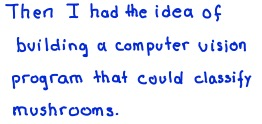 Then I had the idea of
building a computer vision
program that could classify
mushrooms.